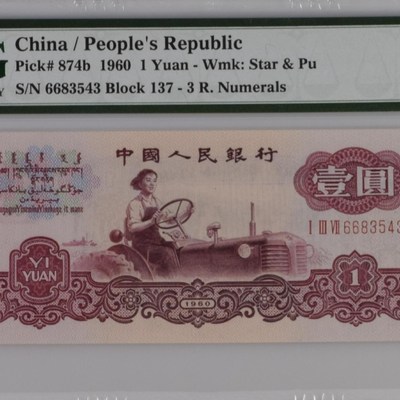 China / People's Republic
Pick# 874b 1960 1 Yuan - Wmk: Star & Pu
S/N 6683543 Block 137 - 3 R. Numerals
中國人民銀行
壹圓
I III VII 6683543
YI
YUAN
1960
1